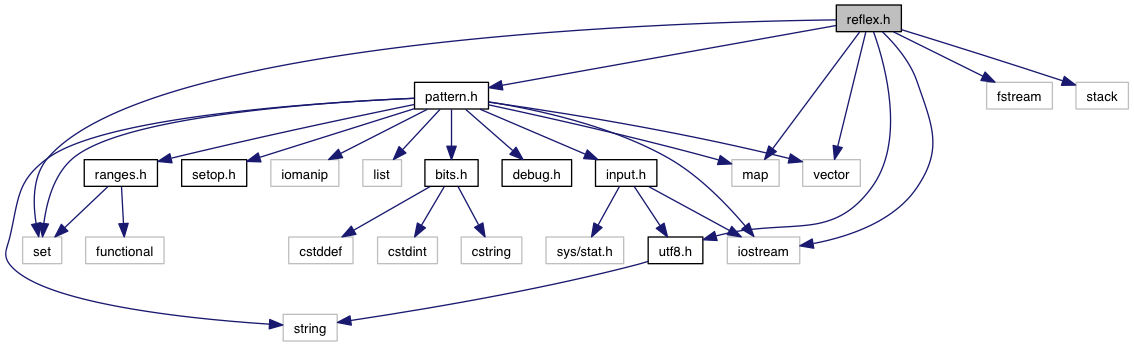 reflex.h
pattern.h
fstream
stack
ranges.h
setop.h
iomanip
list
bits.h
debug.h
input.h
map
vector
set
functional
cstddef
cstdint
cstring
sys/stat.h
utf8.h
iostream
string